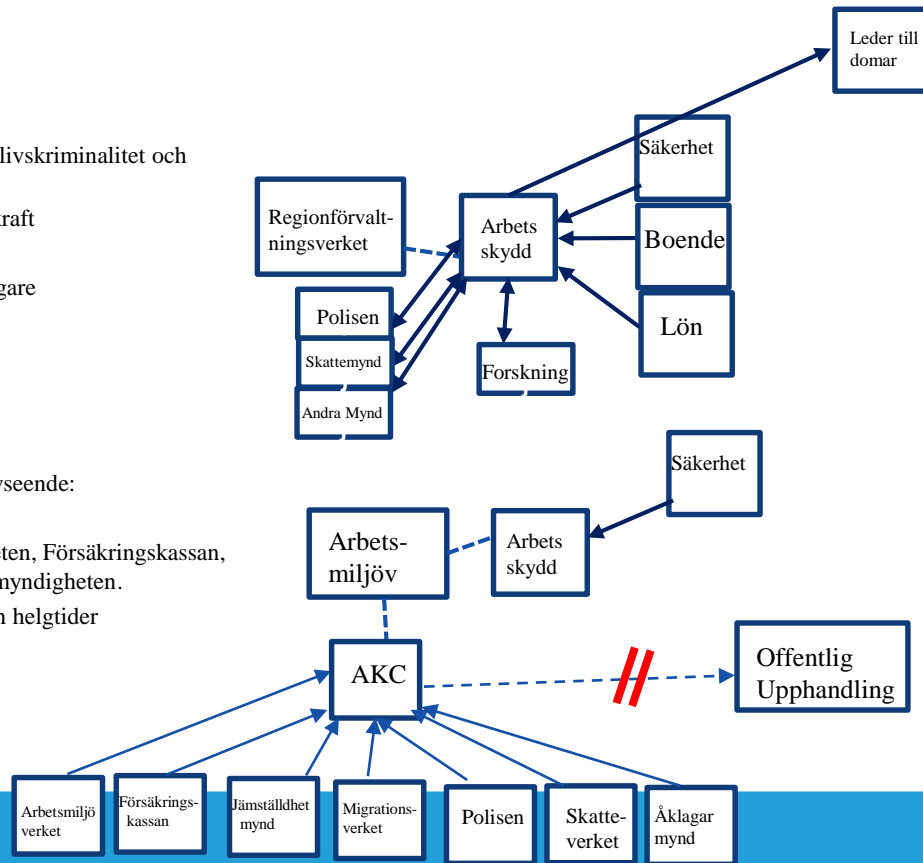 Leder till
domar
livskriminalitet och
Säkerhet
kraft
Regionförvalt-
ningsverket
Arbets
skydd
Boende
gare
Polisen
Lön
Skattemynd
Forskning
Andra Mynd
Säkerhet
vseende:
Arbets-
miljöv
Arbets
skydd
eten, Försäkringskassan,
myndigheten.
n helgtider
AKC
Offentlig
Upphandling
Arbetsmiljö
verket
Försäkrings-
kassan
Jämställdhet
mynd
Migrations-
verket
Polisen
Skatte-
verket
Åklagar
mynd